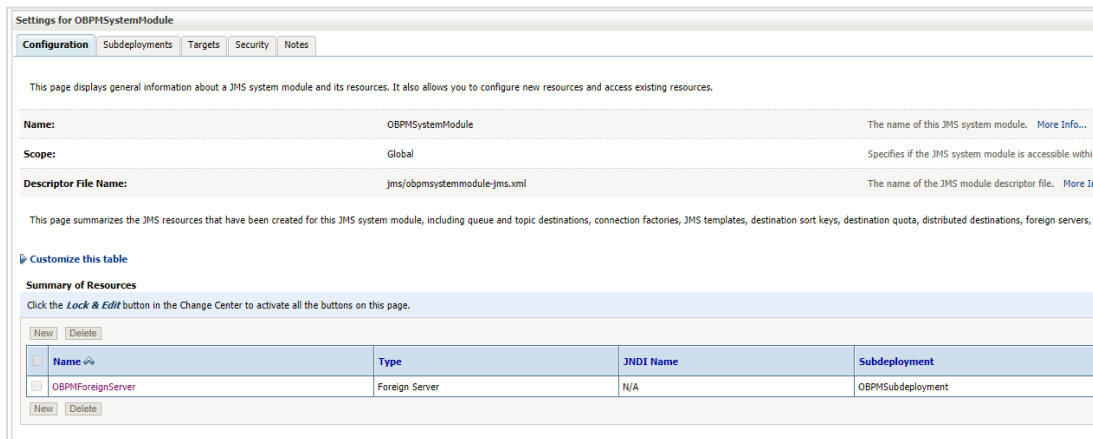 Settings for OBPMSystemModule
Configuration Subdeployments Targets Security Notes
This page displays general information about a JMS system module and its resources. It also allows you to configure new resources and access existing resources.
Name: OBPMSystemModule The name of this JMS system module. More Info...
Scope: Global Specifies if the JMS system module is accessible withi
Descriptor File Name: jms/obpmsystemmodule-jms.xml The name of the JMS module descriptor file. More I
This page summarizes the JMS resources that have been created for this JMS system module, including queue and topic destinations, connection factories, JMS templates, destination sort keys, destination quota, distributed destinations, foreign servers,
Customize this table
Summary of Resources
Click the Lock & Edit button in the Change Center to activate all the buttons on this page.
New Delete
Name Type JNDI Name Subdeployment
OBPMForeignServer Foreign Server N/A OBPMSubdeployment
New Delete